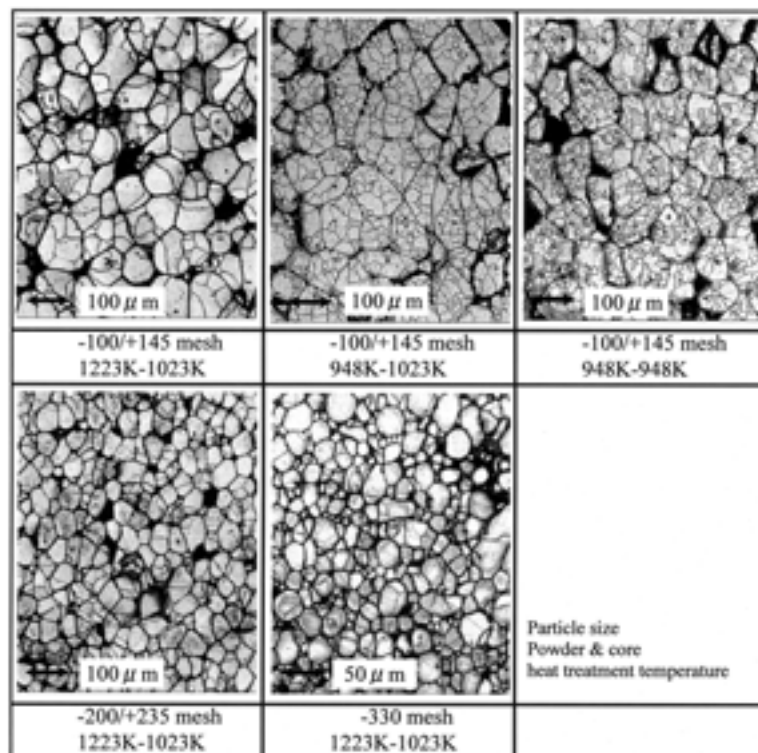 100 μm
100 μm
100 μm
-100/+145 mesh
1223K-1023K
-100/+145 mesh
948K-1023K
-100/+145 mesh
948K-948K
100 μm
50 μm
Particle size
Powder & core
heat treatment temperature
-200/+235 mesh
1223K-1023K
-330 mesh
1223K-1023K